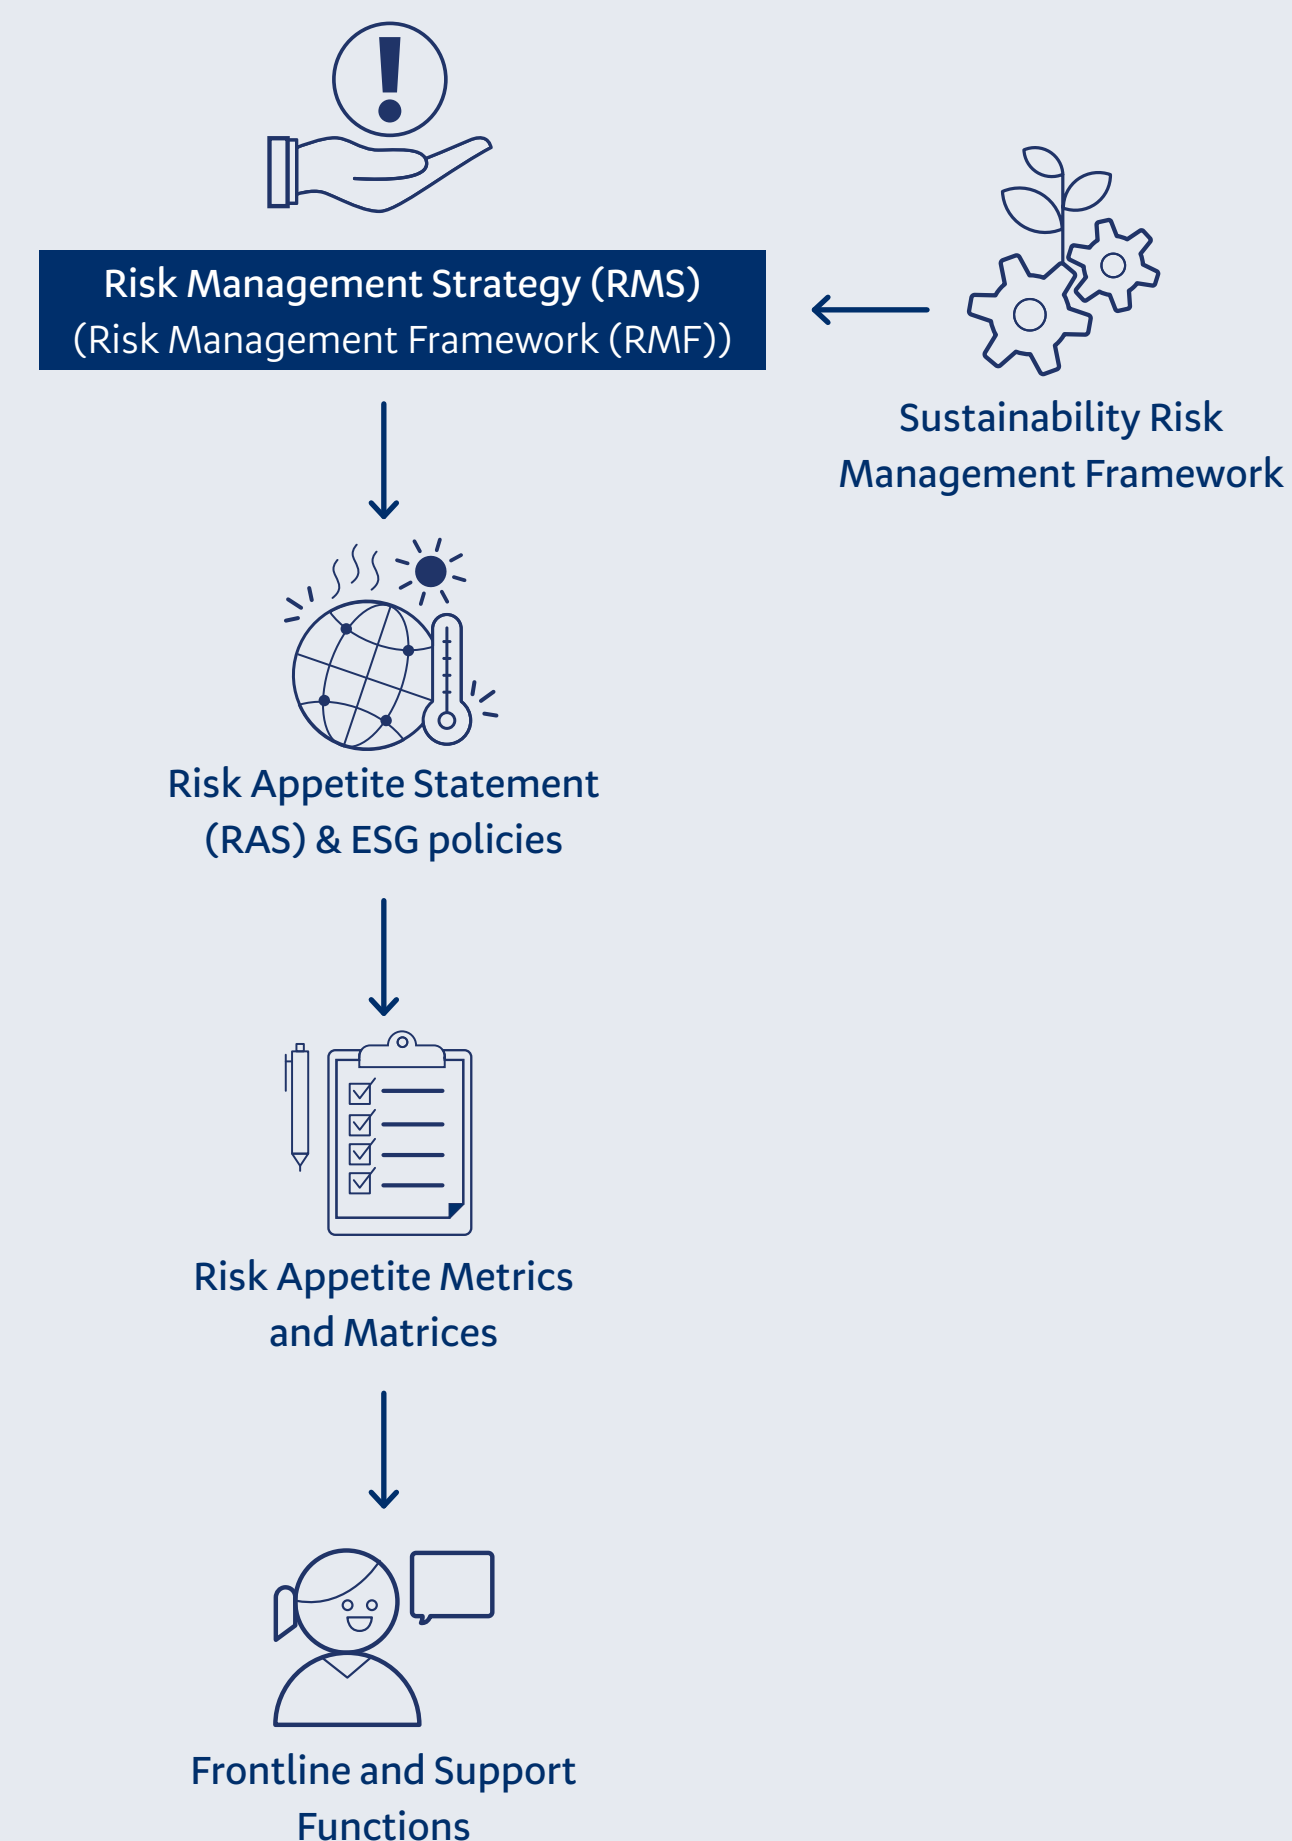 Risk Management Strategy (RMS)
(Risk Management Framework (RMF))
Sustainability Risk
Management Framework
Risk Appetite Statement
(RAS) & ESG policies
Risk Appetite Metrics
and Matrices
Frontline and Support
Functions